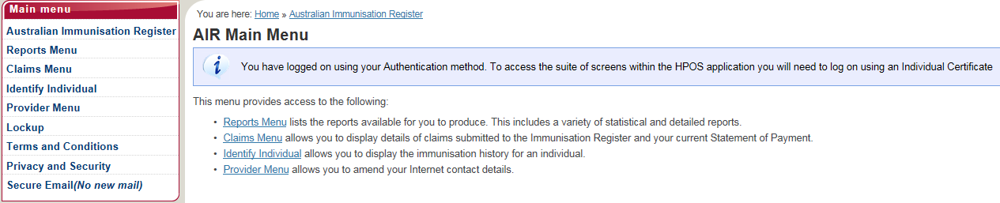 Main menu
Australian Immunisation Register
Reports Menu
Claims Menu
Identify Individual
Provider Menu
Lockup
Terms and Conditions
Privacy and Security
Secure Email(No new mail)
You are here: Home » Australian Immunisation Register
AIR Main Menu
You have logged on using your Authentication method. To access the suite of screens within the HPOS application you will need to log on using an Individual Certificate
This menu provides access to the following:
• Reports Menu lists the reports available for you to produce. This includes a variety of statistical and detailed reports.
• Claims Menu allows you to display details of claims submitted to the Immunisation Register and your current Statement of Payment.
• Identify Individual allows you to display the immunisation history for an individual.
• Provider Menu allows you to amend your Internet contact details.